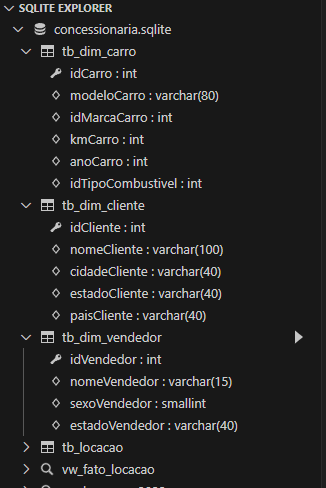 SQLITE EXPLORER
concessionaria.sqlite
tb_dim_carro
idCarro : int
modeloCarro : varchar(80)
idMarcaCarro : int
kmCarro : int
anoCarro : int
idTipoCombustivel : int
tb_dim_cliente
idCliente : int
nomeCliente : varchar(100)
cidadeCliente : varchar(40)
estadoCliente : varchar(40)
paisCliente : varchar(40)
tb_dim_vendedor
idVendedor : int
nomeVendedor : varchar(15)
sexoVendedor : smallint
estadoVendedor : varchar(40)
tb_locacao
vw_fato_locacao